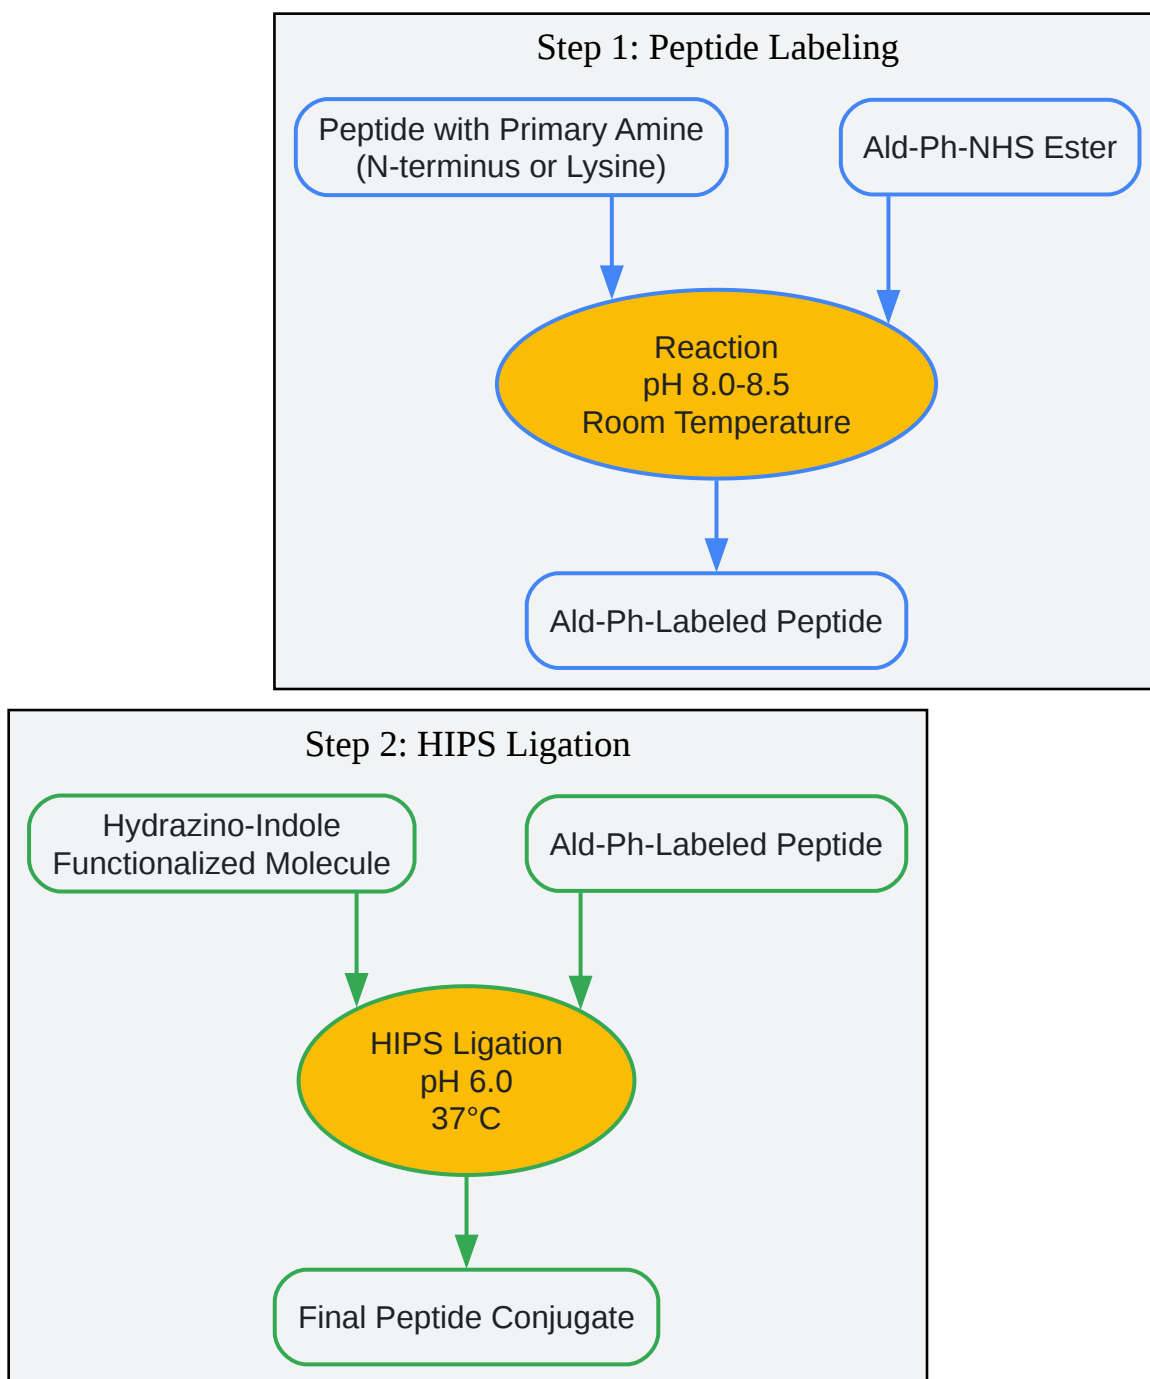 Step 1: Peptide Labeling
Peptide with Primary Amine
(N-terminus or Lysine)
Ald-Ph-NHS Ester
Reaction
pH 8.0-8.5
Room Temperature
Ald-Ph-Labeled Peptide
Step 2: HIPS Ligation
Hydrazino-Indole
Functionalized Molecule
Ald-Ph-Labeled Peptide
HIPS Ligation
pH 6.0
37°C
Final Peptide Conjugate